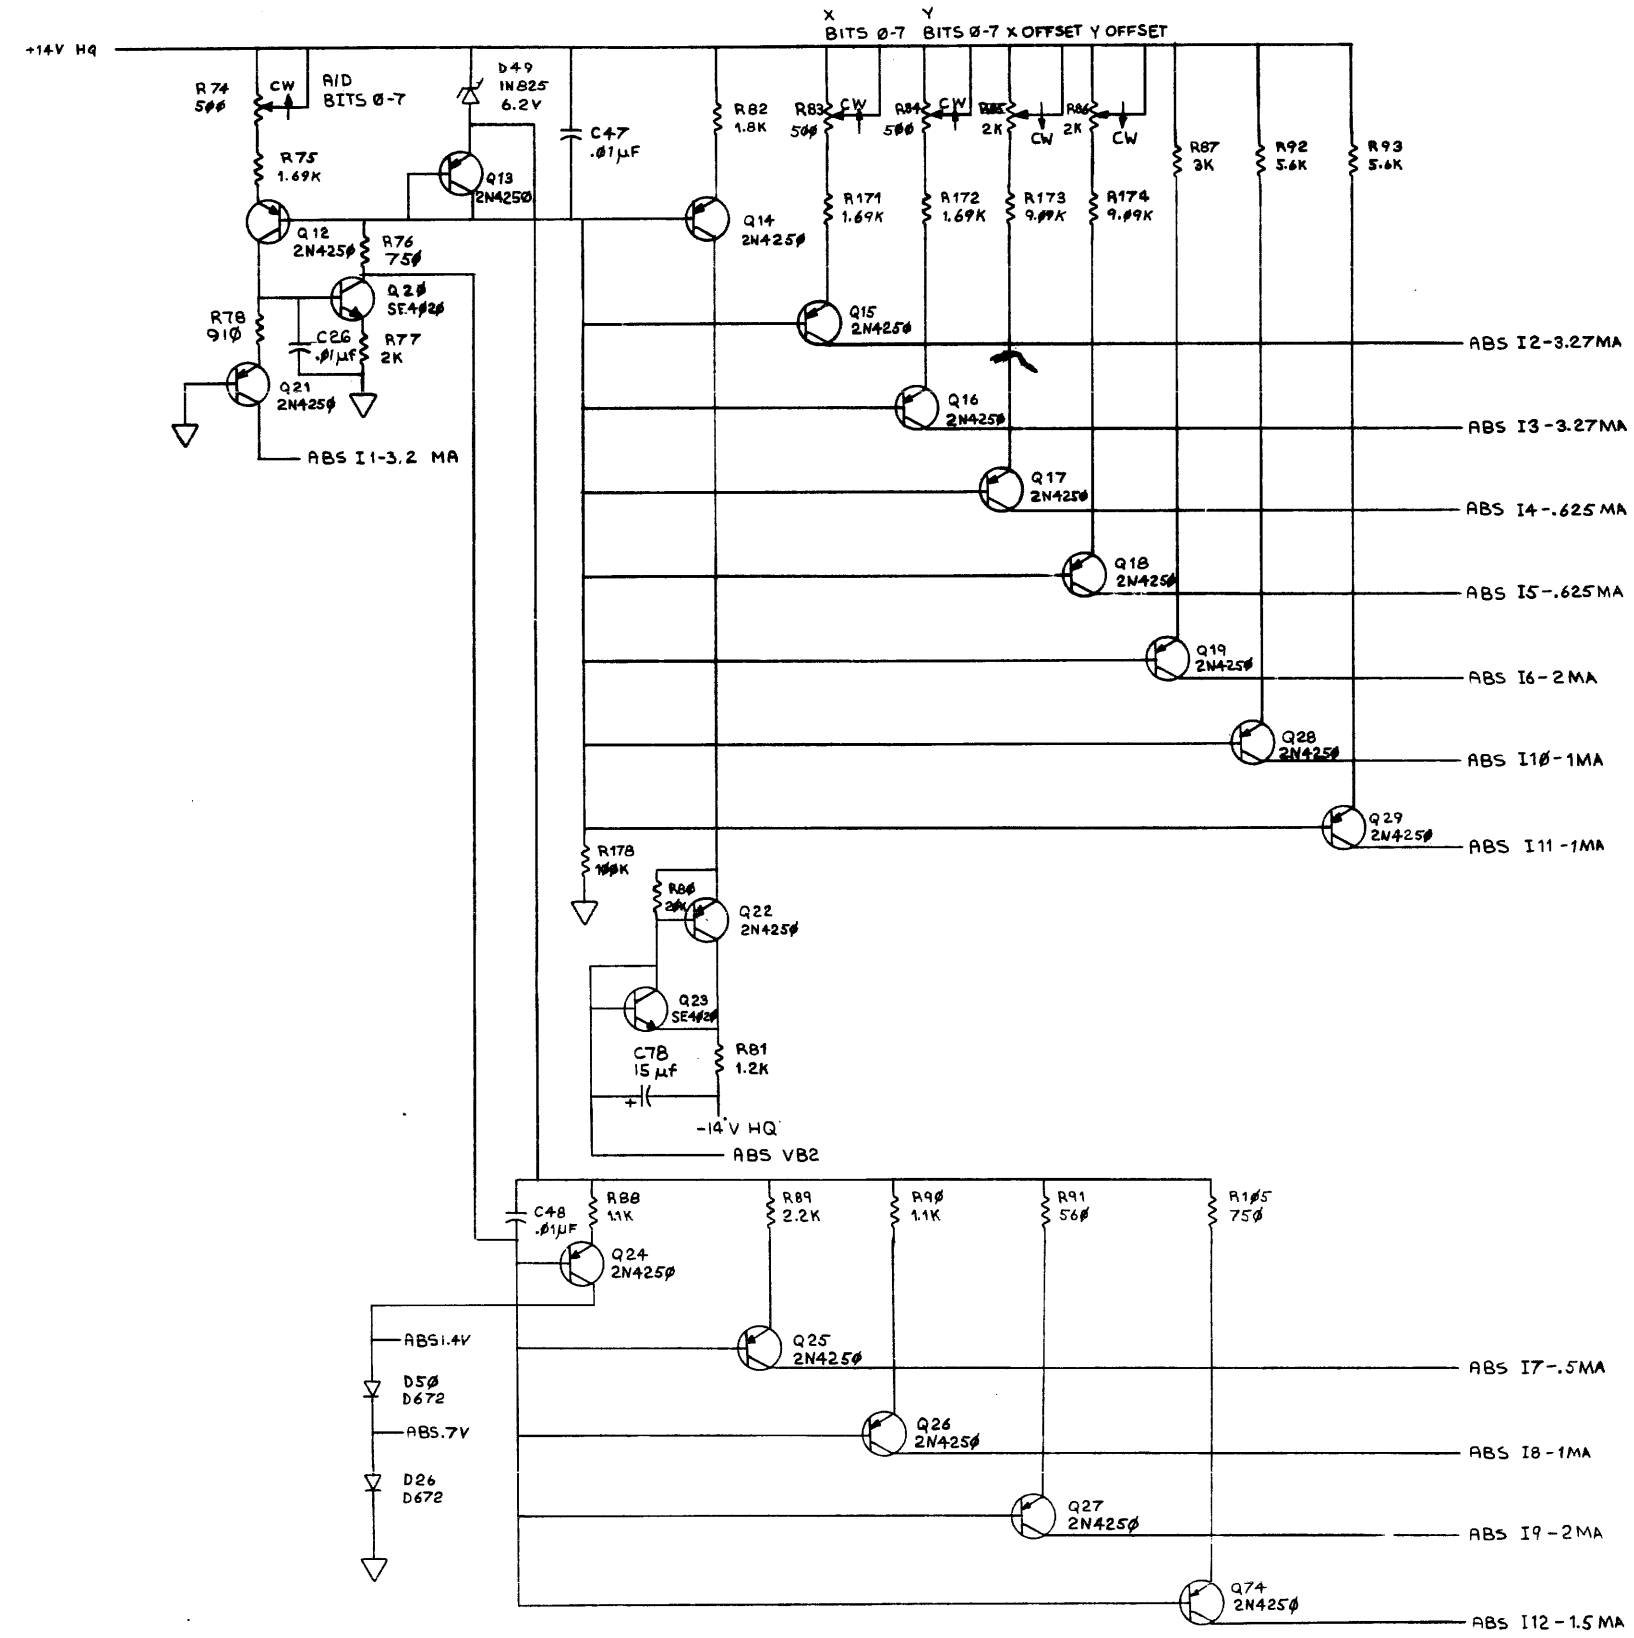 X
Y
BITS Ø-7
BITS Ø-7
X OFFSET
Y OFFSET
+14V HQ
R74
5ØØ
CW
A/D
BITS Ø-7
D49
IN825
6.2V
C47
.Ø1µF
R82
1.8K
R83
5ØØ
CW
R84
5ØØ
CW
R85
2K
CW
R86
2K
CW
R87
3K
R92
5.6K
R93
5.6K
R75
1.69K
Q13
2N425Ø
R171
1.69K
R172
1.69K
R173
9.Ø9K
R174
9.Ø9K
Q12
2N425Ø
R76
75Ø
Q14
2N425Ø
Q2Ø
SE4Ø2Ø
R78
91Ø
C26
.Ø1µf
R77
2K
Q21
2N425Ø
ABS I1-3.2 MA
Q15
2N425Ø
ABS I2-3.27MA
Q16
2N425Ø
ABS I3-3.27MA
Q17
2N425Ø
ABS I4-.625MA
Q18
2N425Ø
ABS I5-.625MA
Q19
2N425Ø
ABS I6-2MA
Q28
2N425Ø
ABS I1Ø-1MA
Q29
2N425Ø
ABS I11-1MA
R178
1ØØK
R8Ø
2ØK
Q22
2N425Ø
Q23
SE4Ø2Ø
C78
15 µf
+
R81
1.2K
-14V HQ
ABS VB2
C48
.Ø1µF
R88
1.1K
R89
2.2K
R9Ø
1.1K
R91
56Ø
R1Ø5
75Ø
Q24
2N425Ø
ABS1.4V
D5Ø
D672
ABS.7V
D26
D672
Q25
2N425Ø
ABS I7-.5MA
Q26
2N425Ø
ABS I8-1MA
Q27
2N425Ø
ABS I9-2MA
Q74
2N425Ø
ABS I12-1.5MA